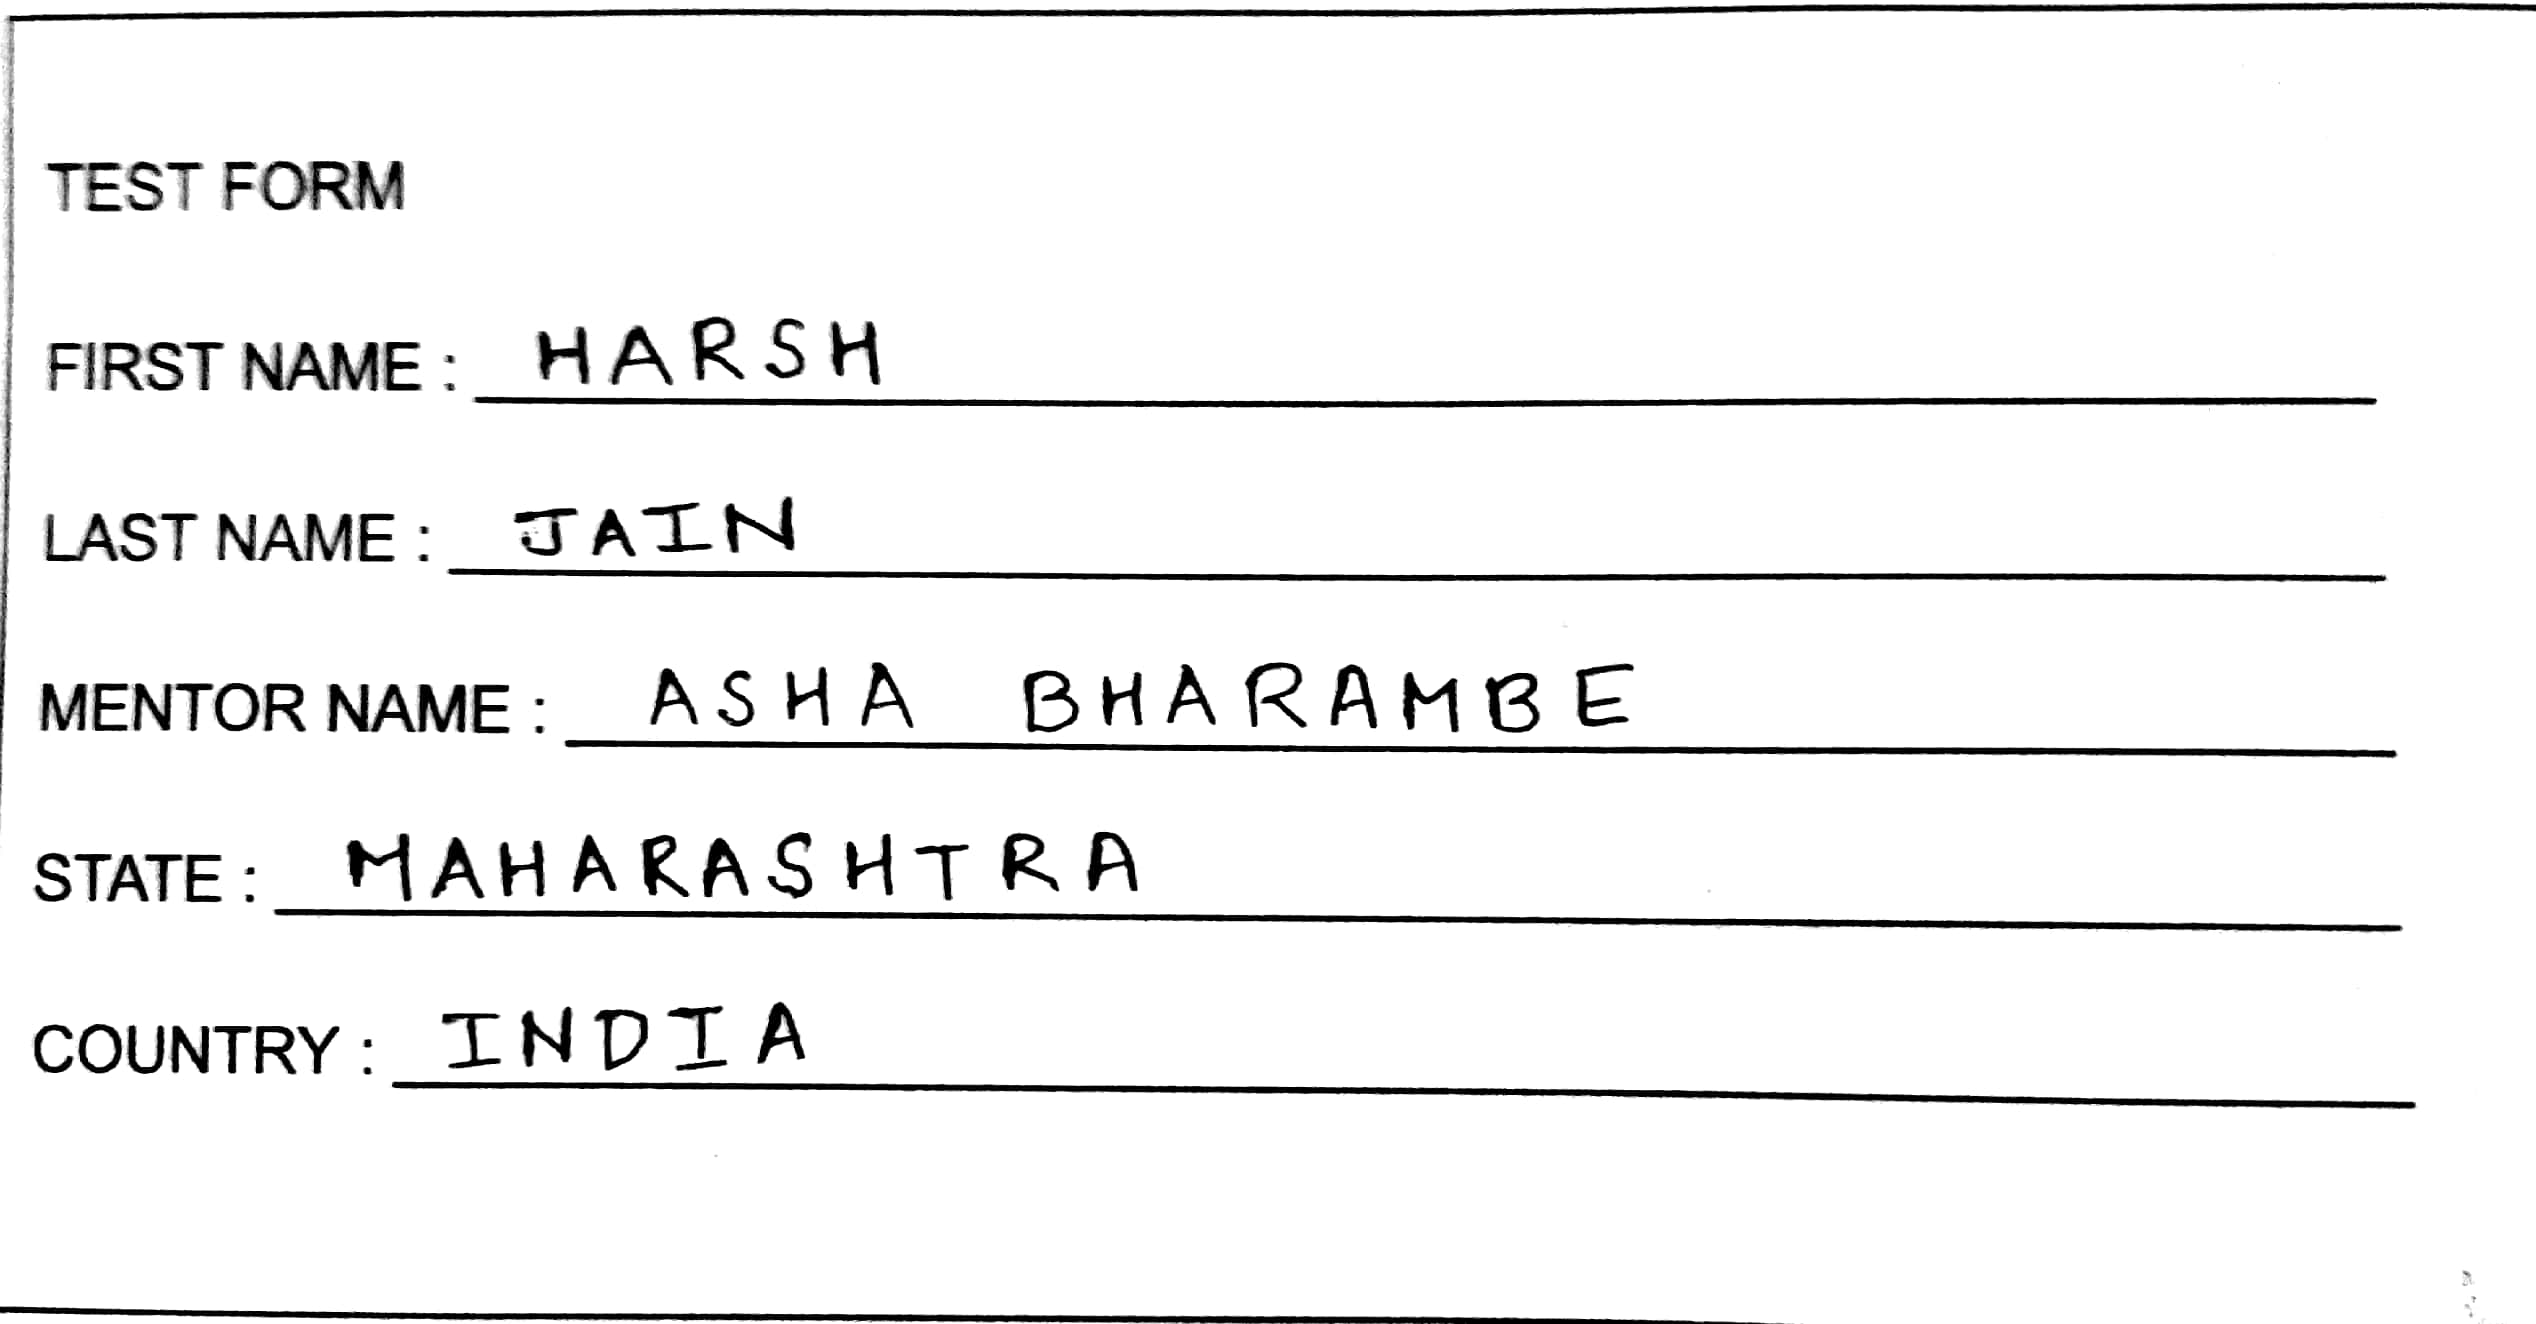 TEST FORM
FIRST NAME : HARSH
LAST NAME : JAIN
MENTOR NAME : ASHA BHARAMBE
STATE : MAHARASHTRA
COUNTRY : INDIA